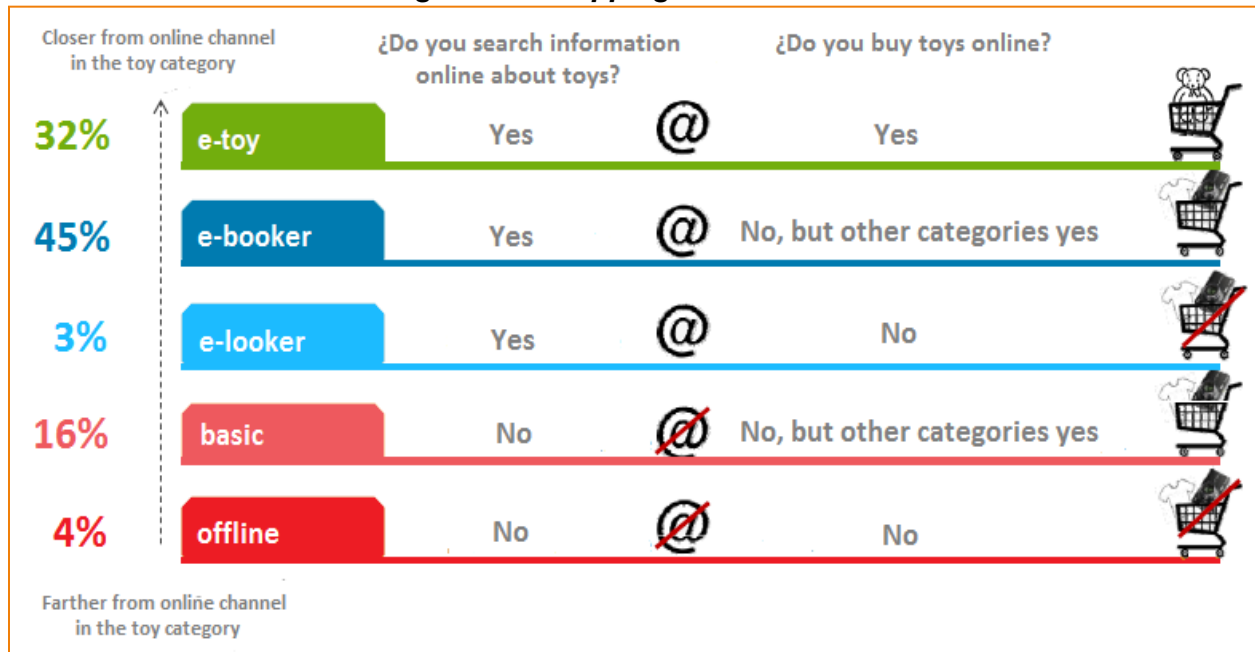 Closer from online channel
in the toy category
¿Do you search information
online about toys?
¿Do you buy toys online?
32% e-toy Yes @ Yes
45% e-booker Yes @ No, but other categories yes
3% e-looker Yes @ No
16% basic No @ No, but other categories yes
4% offline No @ No
Farther from online channel
in the toy category